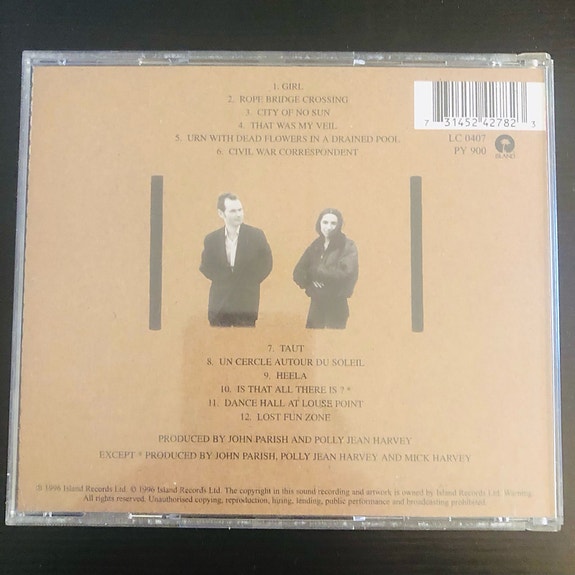 1. GIRL
2. ROPE BRIDGE CROSSING
3. CITY OF NO SUN
4. THAT WAS MY VEIL
5. URN WITH DEAD FLOWERS IN A DRAINED POOL
6. CIVIL WAR CORRESPONDENT
7 31452 42782 3
LC 0407
PY 900
ISLAND
7. TAUT
8. UN CERCLE AUTOUR DU SOLEIL
9. HEELA
10. IS THAT ALL THERE IS ? *
11. DANCE HALL AT LOUSE POINT
12. LOST FUN ZONE
PRODUCED BY JOHN PARISH AND POLLY JEAN HARVEY
EXCEPT * PRODUCED BY JOHN PARISH, POLLY JEAN HARVEY AND MICK HARVEY
℗ 1996 Island Records Ltd. © 1996 Island Records Ltd. The copyright in this sound recording and artwork is owned by Island Records Ltd. Warning.
All rights reserved. Unauthorised copying, reproduction, hiring, lending, public performance and broadcasting prohibited.